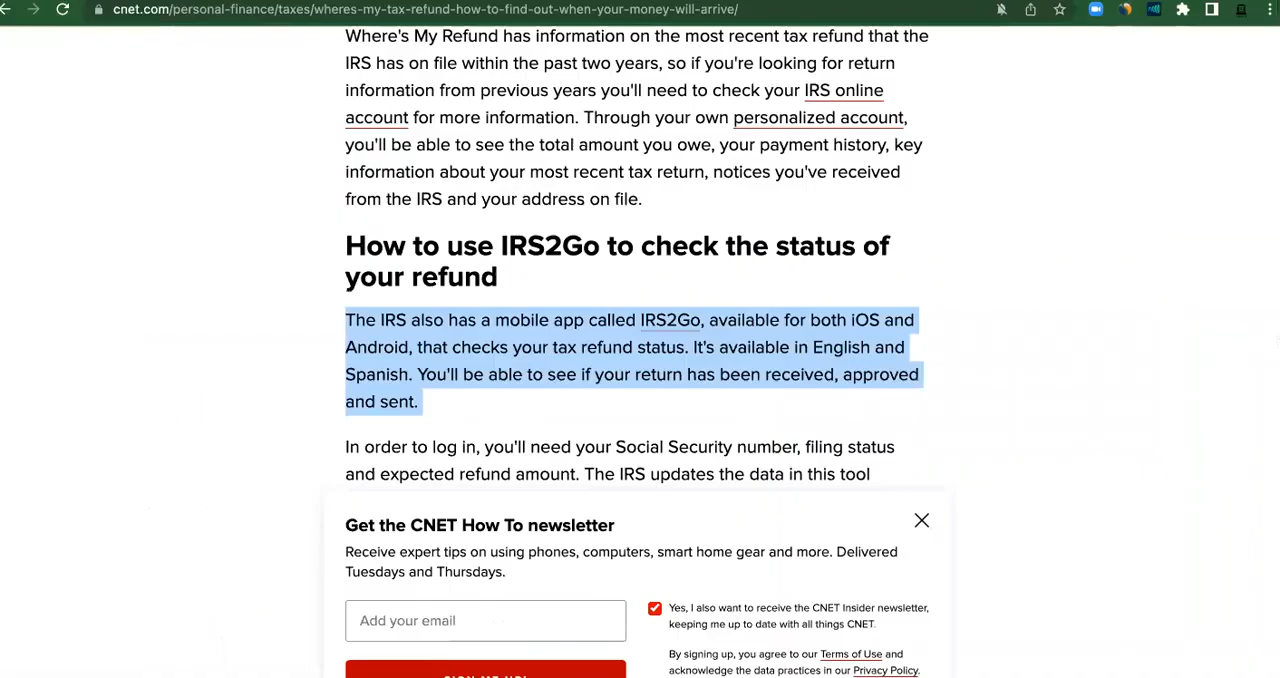 cnet.com/personal-finance/taxes/wheres-my-tax-refund-how-to-find-out-when-your-money-will-arrive/
Where's My Refund has information on the most recent tax refund that the
IRS has on file within the past two years, so if you're looking for return
information from previous years you'll need to check your IRS online
account for more information. Through your own personalized account,
you'll be able to see the total amount you owe, your payment history, key
information about your most recent tax return, notices you've received
from the IRS and your address on file.
How to use IRS2Go to check the status of
your refund
The IRS also has a mobile app called IRS2Go, available for both iOS and
Android, that checks your tax refund status. It's available in English and
Spanish. You'll be able to see if your return has been received, approved
and sent.
In order to log in, you'll need your Social Security number, filing status
and expected refund amount. The IRS updates the data in this tool
Get the CNET How To newsletter
Receive expert tips on using phones, computers, smart home gear and more. Delivered
Tuesdays and Thursdays.
Add your email
Yes, I also want to receive the CNET Insider newsletter,
keeping me up to date with all things CNET.
By signing up, you agree to our Terms of Use and
acknowledge the data practices in our Privacy Policy.